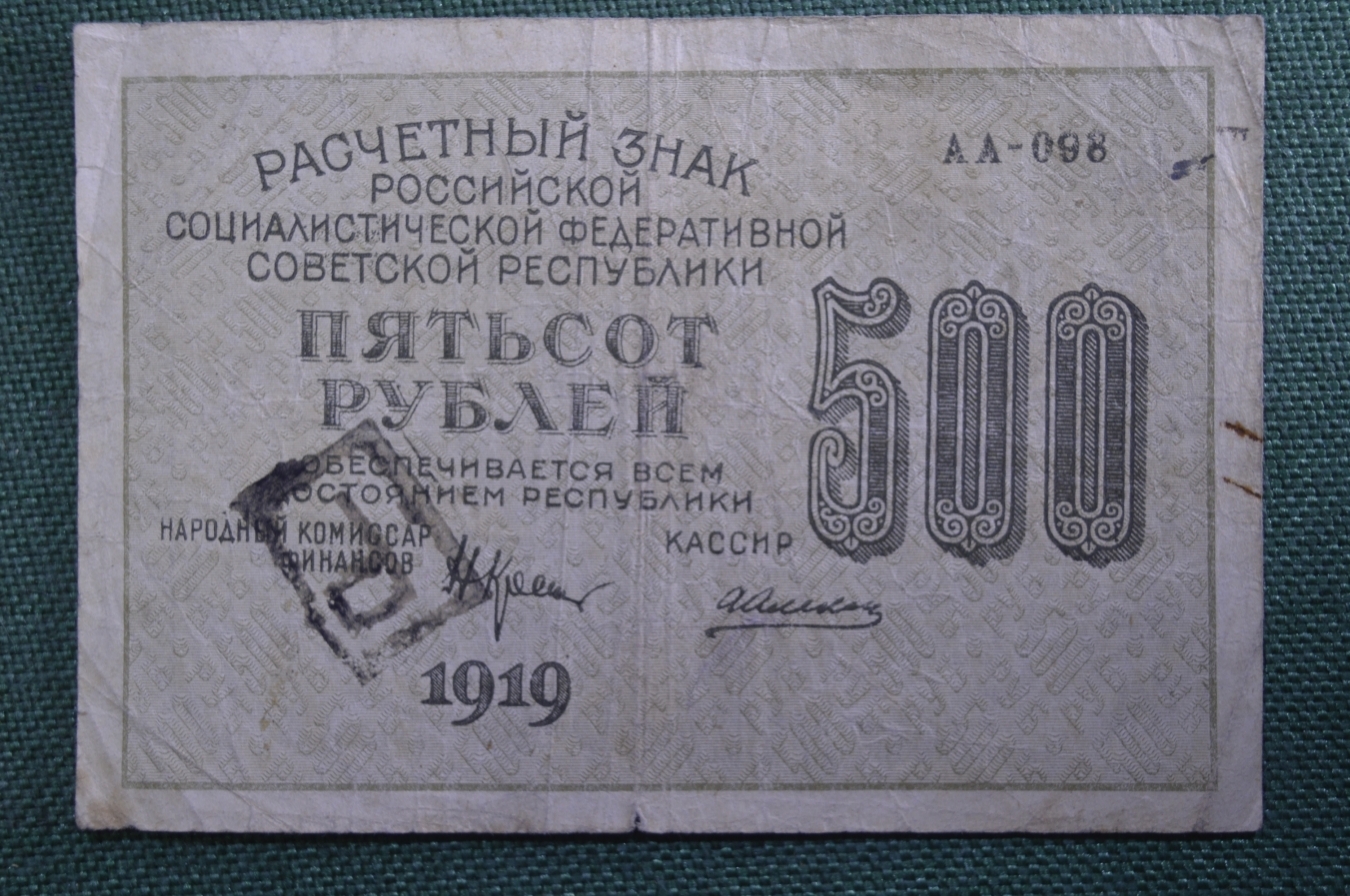 РАСЧЕТНЫЙ ЗНАК
АА-098
РОССИЙСКОЙ
СОЦИАЛИСТИЧЕСКОЙ ФЕДЕРАТИВНОЙ
СОВЕТСКОЙ РЕСПУБЛИКИ
ПЯТЬСОТ
РУБЛЕЙ
500
ОБЕСПЕЧИВАЕТСЯ ВСЕМ
ДОСТОЯНИЕМ РЕСПУБЛИКИ
НАРОДНЫЙ КОМИССАР
ФИНАНСОВ
КАССИР
1919